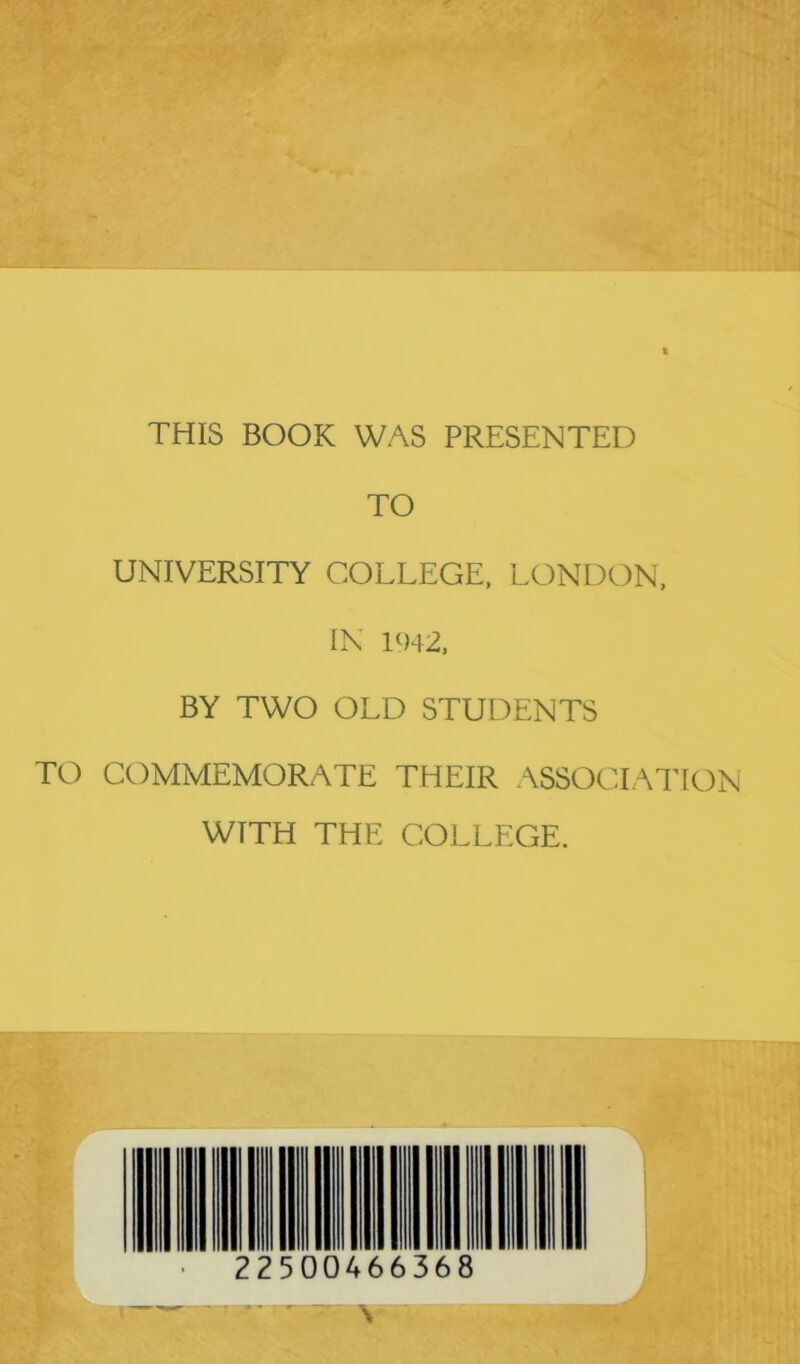 THIS BOOK WAS PRESENTED
TO
UNIVERSITY COLLEGE, LONDON,
IN 1942,
BY TWO OLD STUDENTS
TO COMMEMORATE THEIR ASSOCIATION
WITH THE COLLEGE.
22500466368